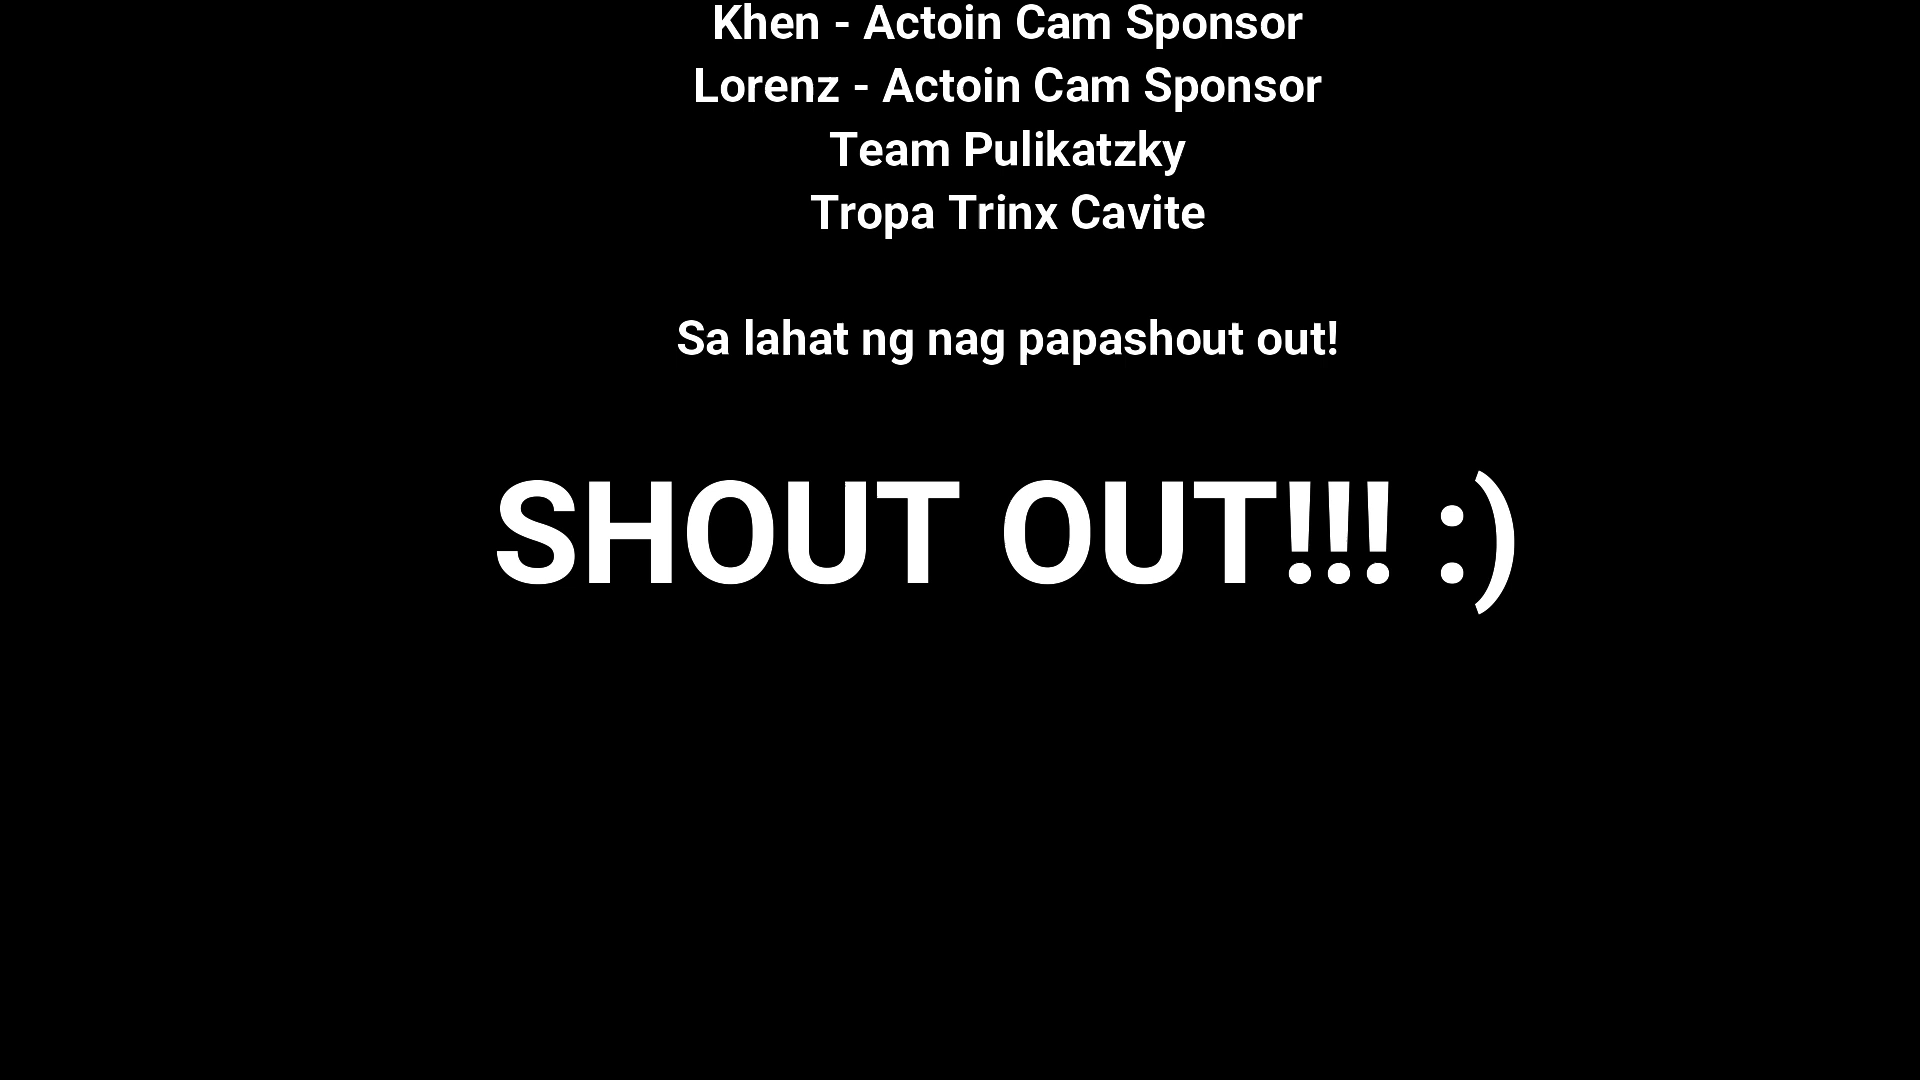 Khen - Actoin Cam Sponsor
Lorenz - Actoin Cam Sponsor
Team Pulikatzky
Tropa Trinx Cavite
Sa lahat ng nag papashout out!
SHOUT OUT!!! :)